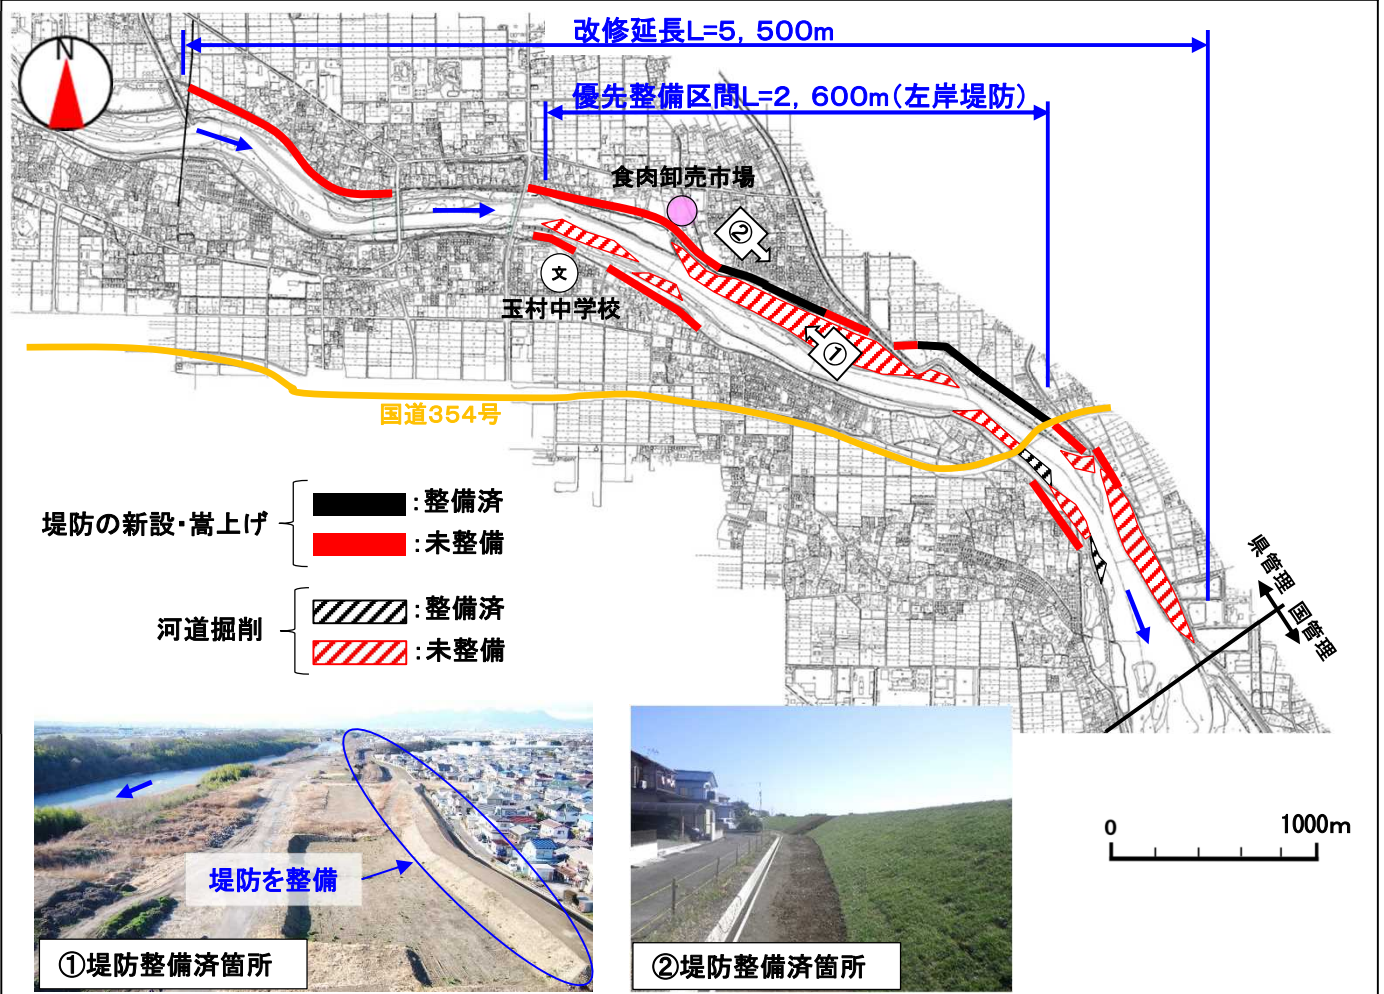 改修延長L=5，500m
N
優先整備区間L=2，600m（左岸堤防）
食肉卸売市場
②
文
玉村中学校
①
国道354号
堤防の新設・嵩上げ
：整備済
：未整備
河道掘削
：整備済
：未整備
県管理
国管理
堤防を整備
①堤防整備済箇所
②堤防整備済箇所
0
1000m